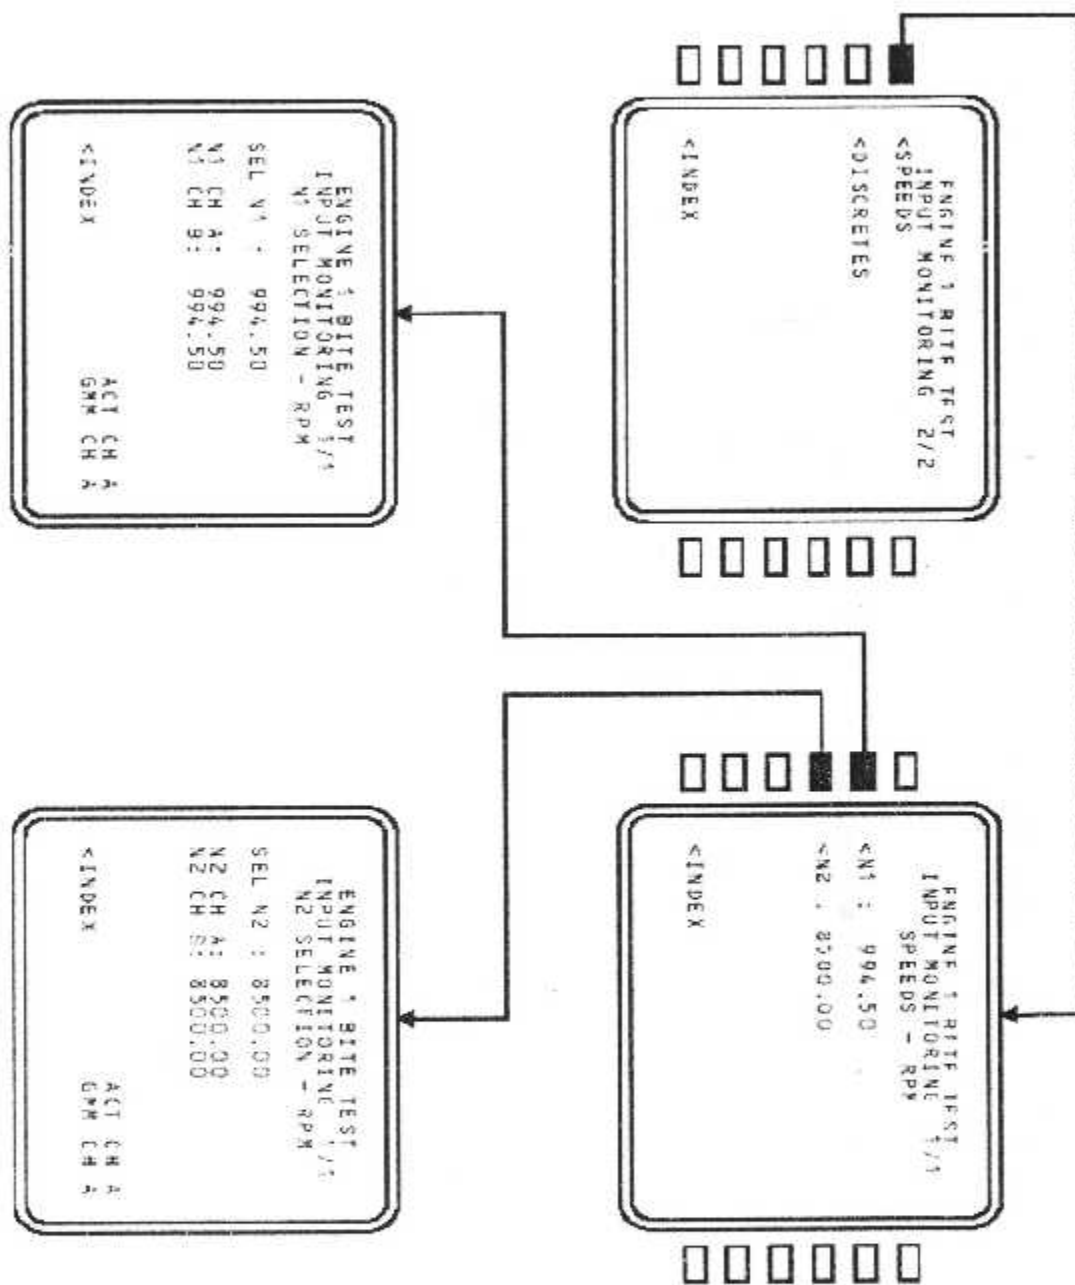 ENGINE 1 BITE TEST
INPUT MONITORING 2/2
<SPEEDS
<DISCRETES
<INDEX
ENGINE 1 BITE TEST
INPUT MONITORING 1/1
SPEEDS - RPM
<N1 : 994.50
<N2 : 8500.00
<INDEX
ENGINE 1 BITE TEST
INPUT MONITORING 1/1
N1 SELECTION - RPM
SEL N1 : 994.50
N1 CH A: 994.50
N1 CH B: 994.50
ACT CH A
<INDEX GMM CH A
ENGINE 1 BITE TEST
INPUT MONITORING 1/1
N2 SELECTION - RPM
SEL N2 : 8500.00
N2 CH A: 8500.00
N2 CH B: 8500.00
ACT CH A
<INDEX GMM CH A